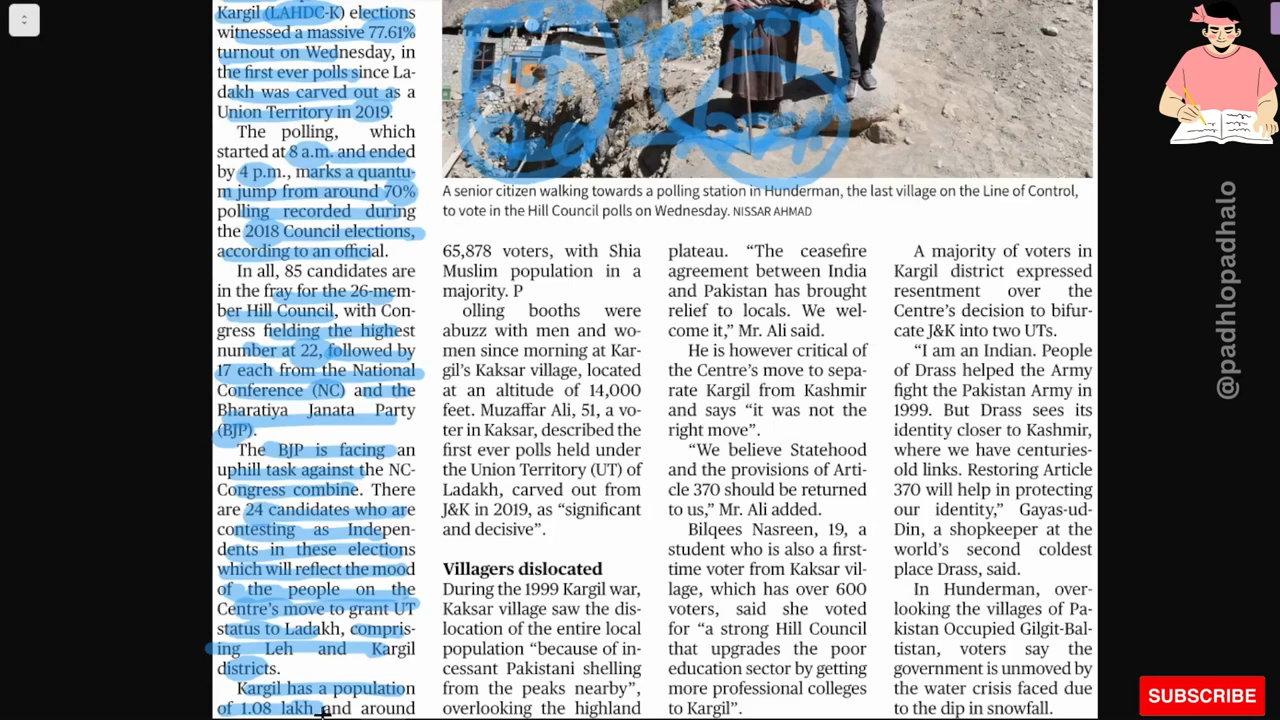 Kargil (LAHDC-K) elections
witnessed a massive 77.61%
turnout on Wednesday, in
the first ever polls since La-
dakh was carved out as a
Union Territory in 2019.
The polling, which
started at 8 a.m. and ended
by 4 p.m., marks a quantu-
m jump from around 70%
polling recorded during
the 2018 Council elections,
according to an official.
In all, 85 candidates are
in the fray for the 26-mem-
ber Hill Council, with Con-
gress fielding the highest
number at 22, followed by
17 each from the National
Conference (NC) and the
Bharatiya Janata Party
(BJP).
The BJP is facing an
uphill task against the NC-
Congress combine. There
are 24 candidates who are
contesting as Indepen-
dents in these elections
which will reflect the mood
of the people on the
Centre's move to grant UT
status to Ladakh, compris-
ing Leh and Kargil
districts.
Kargil has a population
of 1.08 lakh and around
A senior citizen walking towards a polling station in Hunderman, the last village on the Line of Control,
to vote in the Hill Council polls on Wednesday. NISSAR AHMAD
65,878 voters, with Shia
Muslim population in a
majority. P
olling booths were
abuzz with men and wo-
men since morning at Kar-
gil's Kaksar village, located
at an altitude of 14,000
feet. Muzaffar Ali, 51, a vo-
ter in Kaksar, described the
first ever polls held under
the Union Territory (UT) of
Ladakh, carved out from
J&K in 2019, as "significant
and decisive".
Villagers dislocated
During the 1999 Kargil war,
Kaksar village saw the dis-
location of the entire local
population "because of in-
cessant Pakistani shelling
from the peaks nearby",
overlooking the highland
plateau. "The ceasefire
agreement between India
and Pakistan has brought
relief to locals. We wel-
come it," Mr. Ali said.
He is however critical of
the Centre's move to sepa-
rate Kargil from Kashmir
and says "it was not the
right move".
"We believe Statehood
and the provisions of Arti-
cle 370 should be returned
to us," Mr. Ali added.
Bilqees Nasreen, 19, a
student who is also a first-
time voter from Kaksar vil-
lage, which has over 600
voters, said she voted
for "a strong Hill Council
that upgrades the poor
education sector by getting
more professional colleges
to Kargil".
A majority of voters in
Kargil district expressed
resentment over the
Centre's decision to bifur-
cate J&K into two UTs.
"I am an Indian. People
of Drass helped the Army
fight the Pakistan Army in
1999. But Drass sees its
identity closer to Kashmir,
where we have centuries-
old links. Restoring Article
370 will help in protecting
our identity," Gayas-ud-
Din, a shopkeeper at the
world's second coldest
place Drass, said.
In Hunderman, over-
looking the villages of Pa-
kistan Occupied Gilgit-Bal-
tistan, voters say the
government is unmoved by
the water crisis faced due
to the dip in snowfall.
@padhlopadhalo
SUBSCRIBE